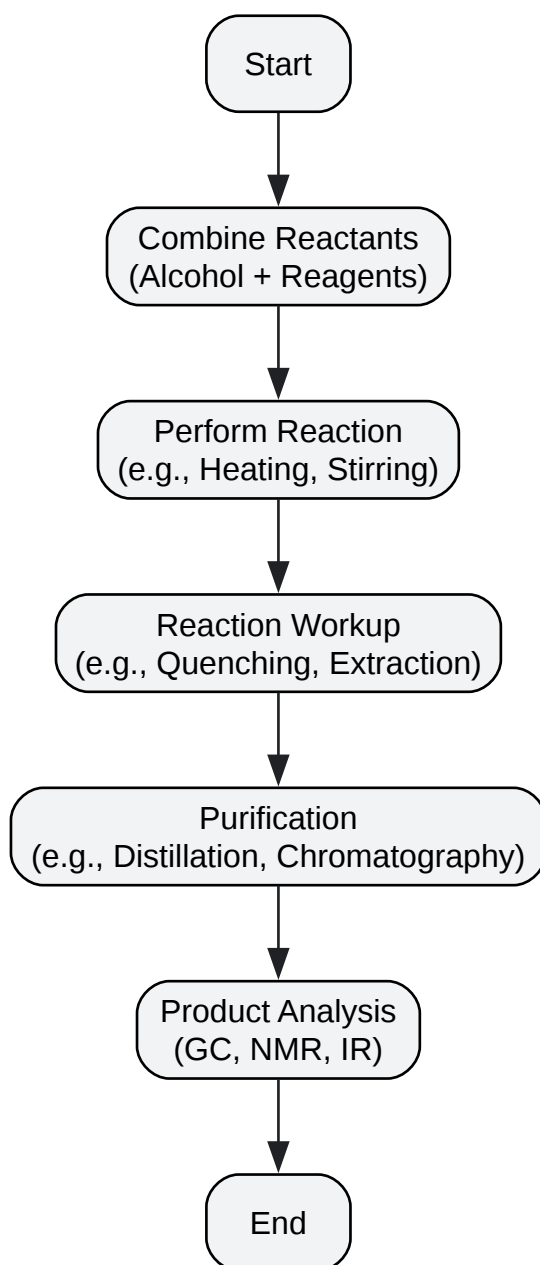 Start
Combine Reactants
(Alcohol + Reagents)
Perform Reaction
(e.g., Heating, Stirring)
Reaction Workup
(e.g., Quenching, Extraction)
Purification
(e.g., Distillation, Chromatography)
Product Analysis
(GC, NMR, IR)
End